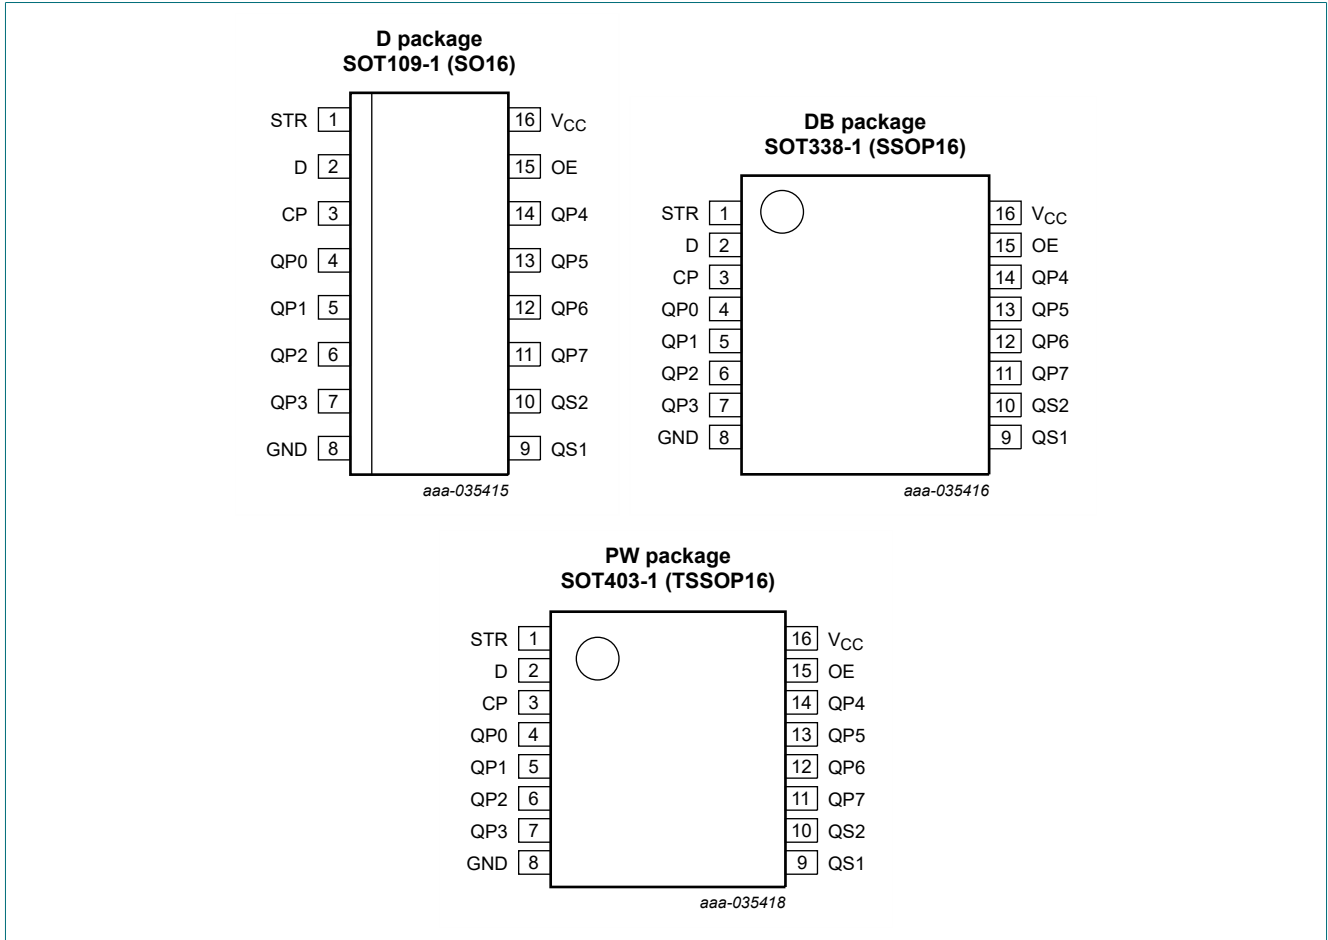 D package
SOT109-1 (SO16)
STR 1 16 VCC
D 2 15 OE
CP 3 14 QP4
QP0 4 13 QP5
QP1 5 12 QP6
QP2 6 11 QP7
QP3 7 10 QS2
GND 8 9 QS1
aaa-035415
DB package
SOT338-1 (SSOP16)
STR 1 16 VCC
D 2 15 OE
CP 3 14 QP4
QP0 4 13 QP5
QP1 5 12 QP6
QP2 6 11 QP7
QP3 7 10 QS2
GND 8 9 QS1
aaa-035416
PW package
SOT403-1 (TSSOP16)
STR 1 16 VCC
D 2 15 OE
CP 3 14 QP4
QP0 4 13 QP5
QP1 5 12 QP6
QP2 6 11 QP7
QP3 7 10 QS2
GND 8 9 QS1
aaa-035418